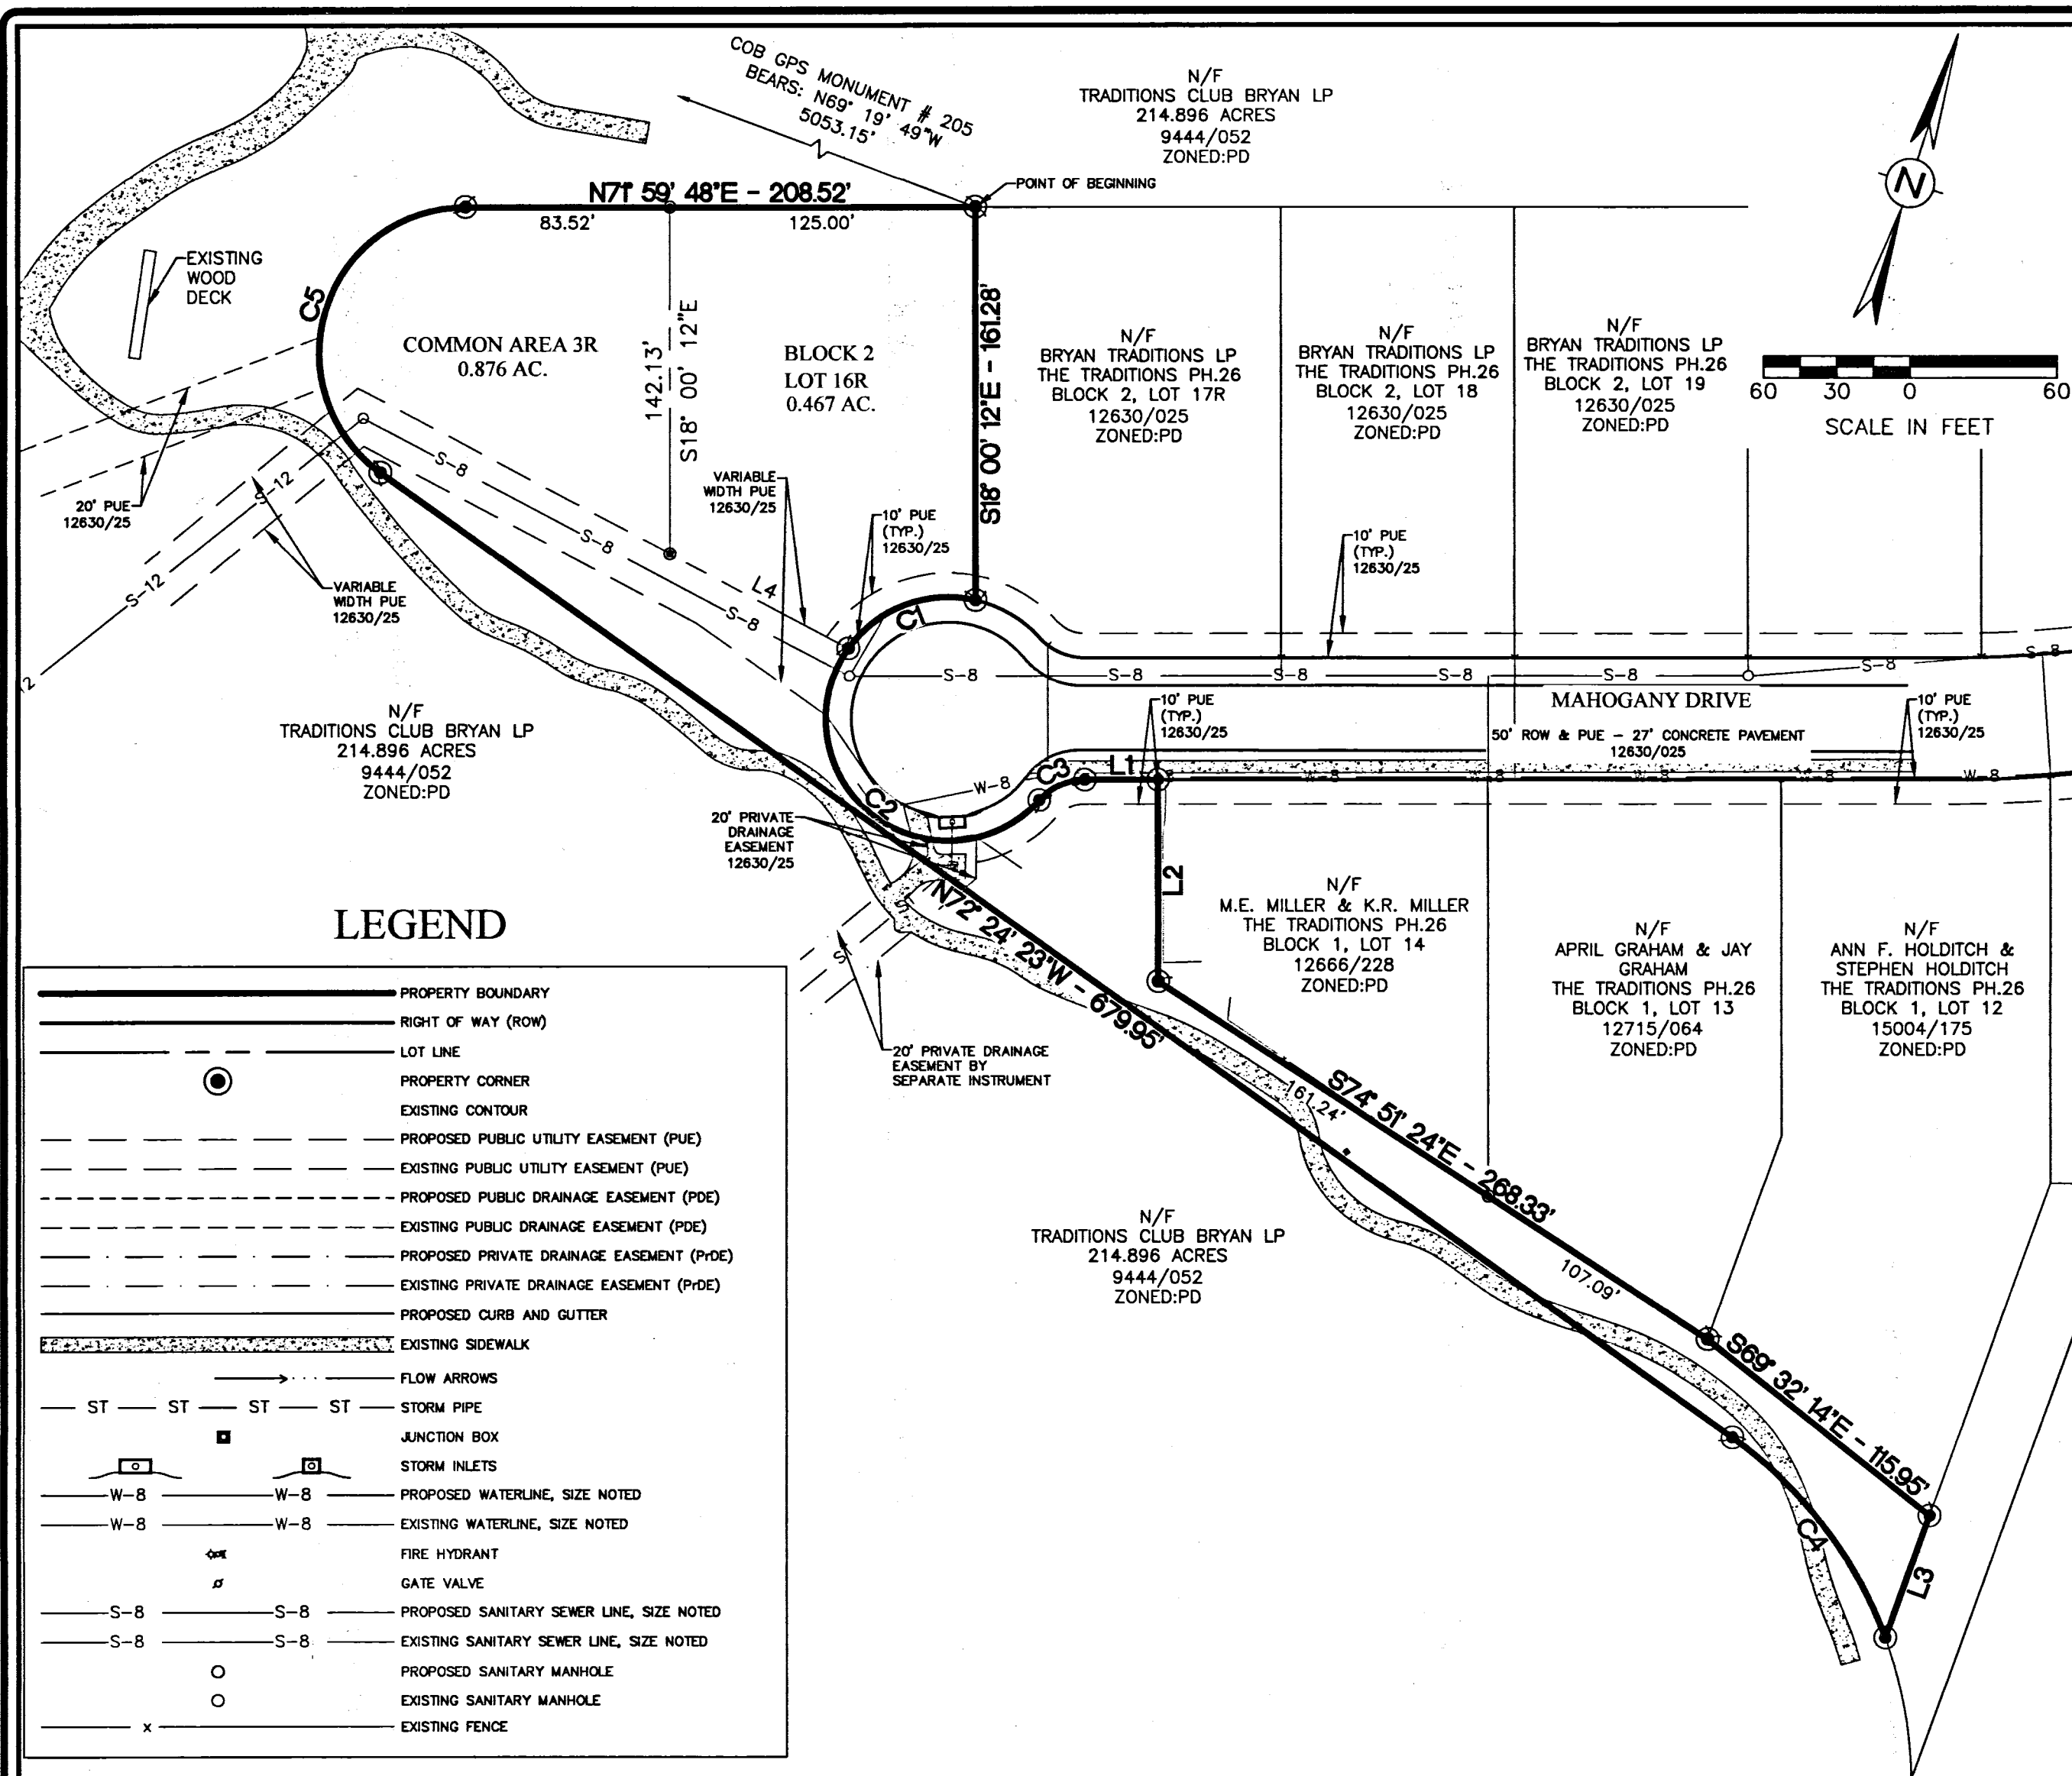 COB GPS MONUMENT # 205
BEARS: N69° 19' 49"W
5053.15'
N/F
TRADITIONS CLUB BRYAN LP
214.896 ACRES
9444/052
ZONED:PD
N
N71° 59' 48"E - 208.52'
83.52'
125.00'
POINT OF BEGINNING
EXISTING
WOOD
DECK
C5
COMMON AREA 3R
0.876 AC.
142.13'
S18° 00' 12"E
BLOCK 2
LOT 16R
0.467 AC.
S18° 00' 12"E - 161.28'
N/F
BRYAN TRADITIONS LP
THE TRADITIONS PH.26
BLOCK 2, LOT 17R
12630/025
ZONED:PD
N/F
BRYAN TRADITIONS LP
THE TRADITIONS PH.26
BLOCK 2, LOT 18
12630/025
ZONED:PD
N/F
BRYAN TRADITIONS LP
THE TRADITIONS PH.26
BLOCK 2, LOT 19
12630/025
ZONED:PD
60 30 0 60
SCALE IN FEET
20' PUE
12630/25
S-12
S-8
S-8
S-8
VARIABLE
WIDTH PUE
12630/25
10' PUE
(TYP.)
12630/25
10' PUE
(TYP.)
12630/25
S-12
VARIABLE
WIDTH PUE
12630/25
L4
C1
12
S-8
S-8
S-8
S-8
S-8
S-8
S-8
MAHOGANY DRIVE
50' ROW & PUE - 27' CONCRETE PAVEMENT
12630/025
10' PUE
(TYP.)
12630/25
10' PUE
(TYP.)
12630/25
N/F
TRADITIONS CLUB BRYAN LP
214.896 ACRES
9444/052
ZONED:PD
C2
C3
L1
W-8
W-8
W-8
W-8
W-8
W-8
20' PRIVATE
DRAINAGE
EASEMENT
12630/25
L2
N72° 24' 23"W - 679.95'
ST
20' PRIVATE DRAINAGE
EASEMENT BY
SEPARATE INSTRUMENT
N/F
M.E. MILLER & K.R. MILLER
THE TRADITIONS PH.26
BLOCK 1, LOT 14
12666/228
ZONED:PD
N/F
APRIL GRAHAM & JAY
GRAHAM
THE TRADITIONS PH.26
BLOCK 1, LOT 13
12715/064
ZONED:PD
N/F
ANN F. HOLDITCH &
STEPHEN HOLDITCH
THE TRADITIONS PH.26
BLOCK 1, LOT 12
15004/175
ZONED:PD
S74° 51' 24"E - 268.33'
161.24'
107.09'
S69° 32' 14"E - 115.95'
C4
L3
N/F
TRADITIONS CLUB BRYAN LP
214.896 ACRES
9444/052
ZONED:PD
LEGEND
PROPERTY BOUNDARY
RIGHT OF WAY (ROW)
LOT LINE
PROPERTY CORNER
EXISTING CONTOUR
PROPOSED PUBLIC UTILITY EASEMENT (PUE)
EXISTING PUBLIC UTILITY EASEMENT (PUE)
PROPOSED PUBLIC DRAINAGE EASEMENT (PDE)
EXISTING PUBLIC DRAINAGE EASEMENT (PDE)
PROPOSED PRIVATE DRAINAGE EASEMENT (PrDE)
EXISTING PRIVATE DRAINAGE EASEMENT (PrDE)
PROPOSED CURB AND GUTTER
EXISTING SIDEWALK
FLOW ARROWS
ST ST ST ST STORM PIPE
JUNCTION BOX
STORM INLETS
W-8 W-8 PROPOSED WATERLINE, SIZE NOTED
W-8 W-8 EXISTING WATERLINE, SIZE NOTED
FIRE HYDRANT
GATE VALVE
S-8 S-8 PROPOSED SANITARY SEWER LINE, SIZE NOTED
S-8 S-8 EXISTING SANITARY SEWER LINE, SIZE NOTED
PROPOSED SANITARY MANHOLE
EXISTING SANITARY MANHOLE
x EXISTING FENCE